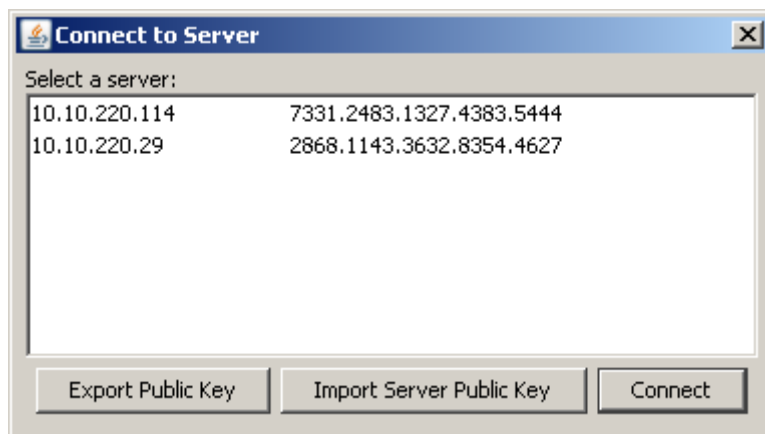 Connect to Server
Select a server:
10.10.220.114 7331.2483.1327.4383.5444
10.10.220.29 2868.1143.3632.8354.4627
Export Public Key Import Server Public Key Connect